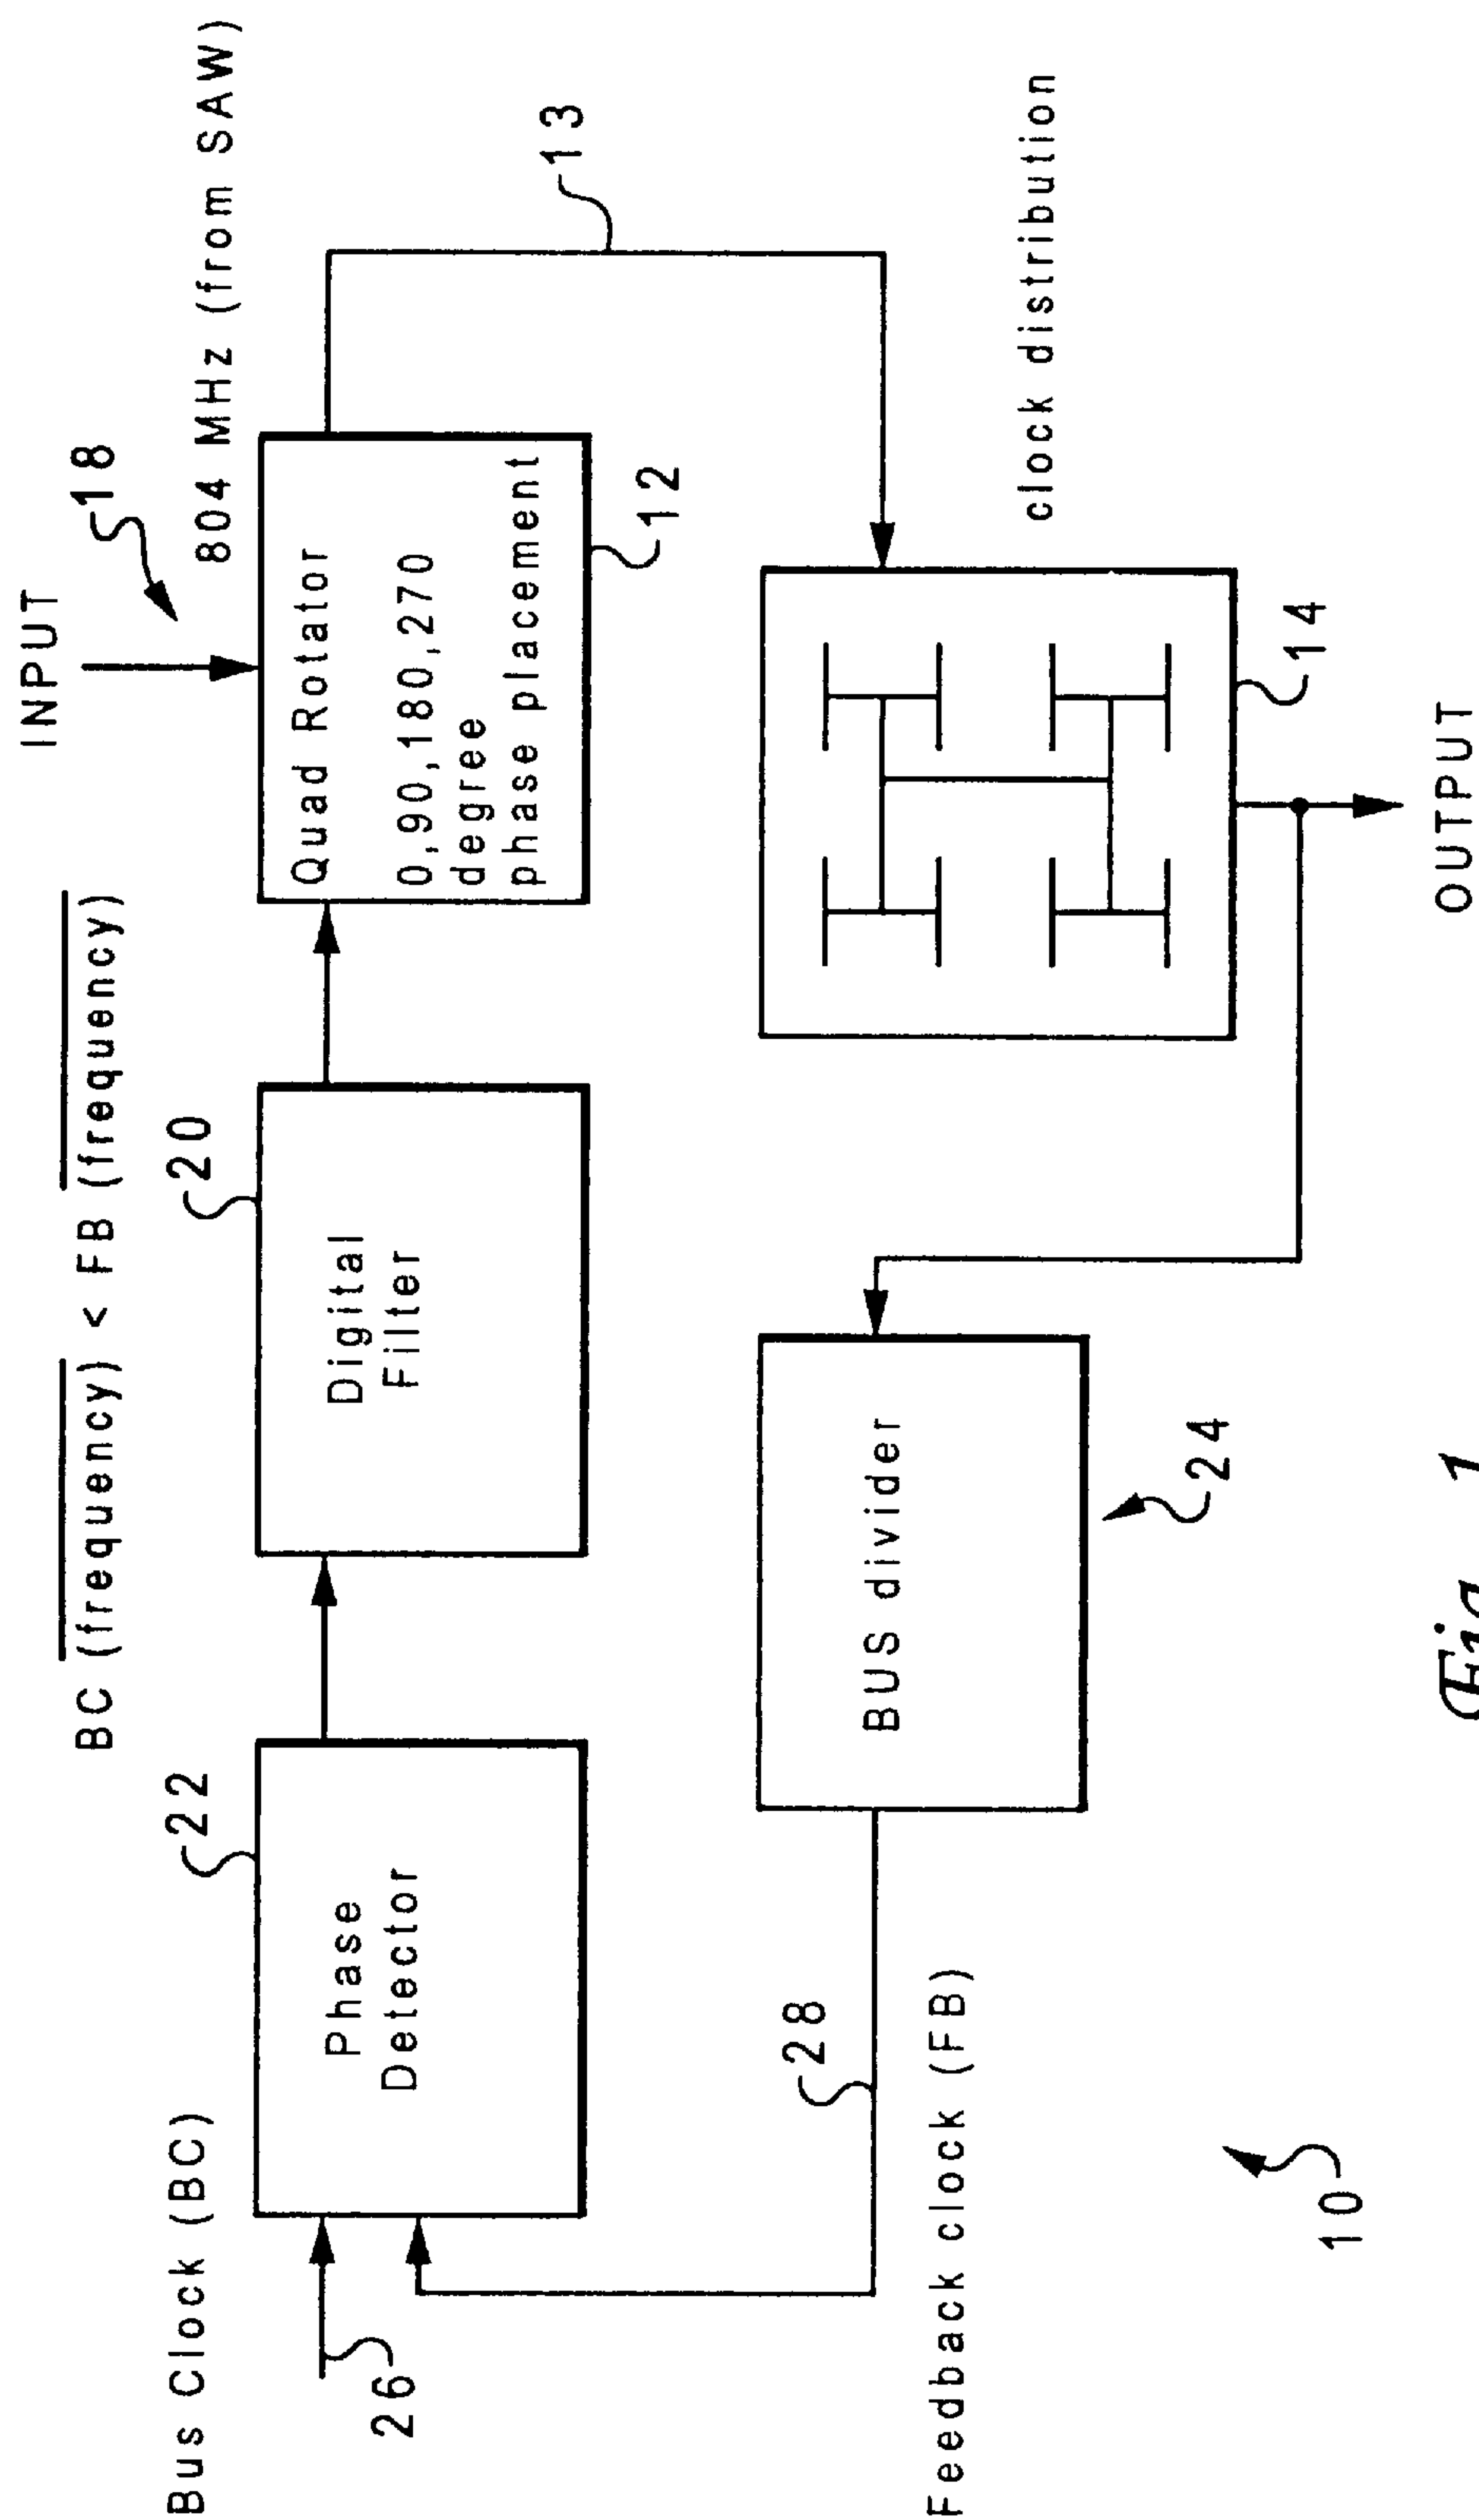 BC (frequency) < FB (frequency)
INPUT
18
804 MHz (from SAW)
Bus Clock (BC)
22
20
Phase
Detector
Digital
Filter
Quad Rotator
0,90,180,270
degree
phase placement
26
12
13
28
BUS divider
Feedback clock (FB)
24
14
clock distribution
10
OUTPUT
Fig. 1